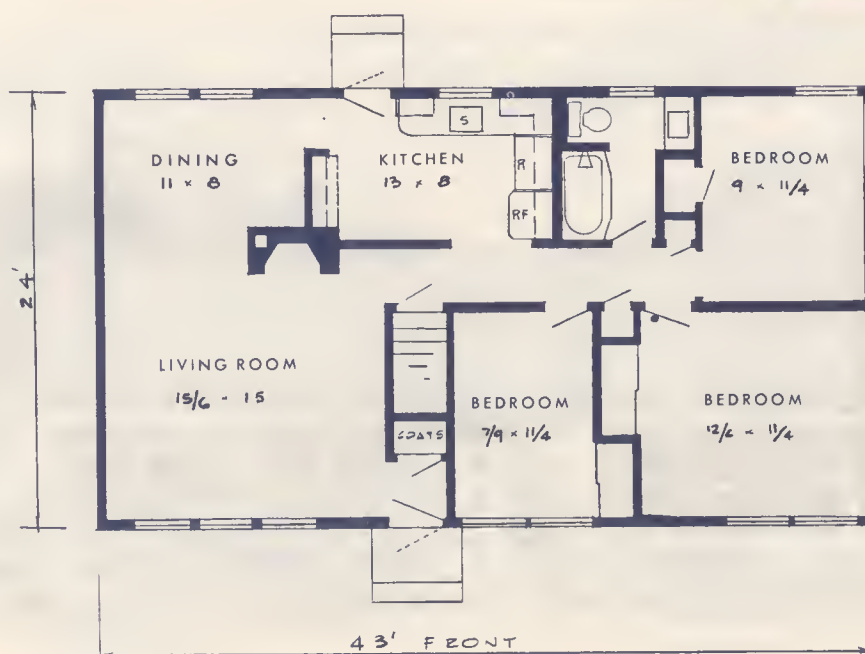 S
DINING
11 × 8
KITCHEN
13 × 8
R
RF
BEDROOM
9 × 11/4
24'
LIVING ROOM
15/6 - 15
COATS
BEDROOM
7/9 × 11/4
BEDROOM
12/6 × 11/4
43' FRONT